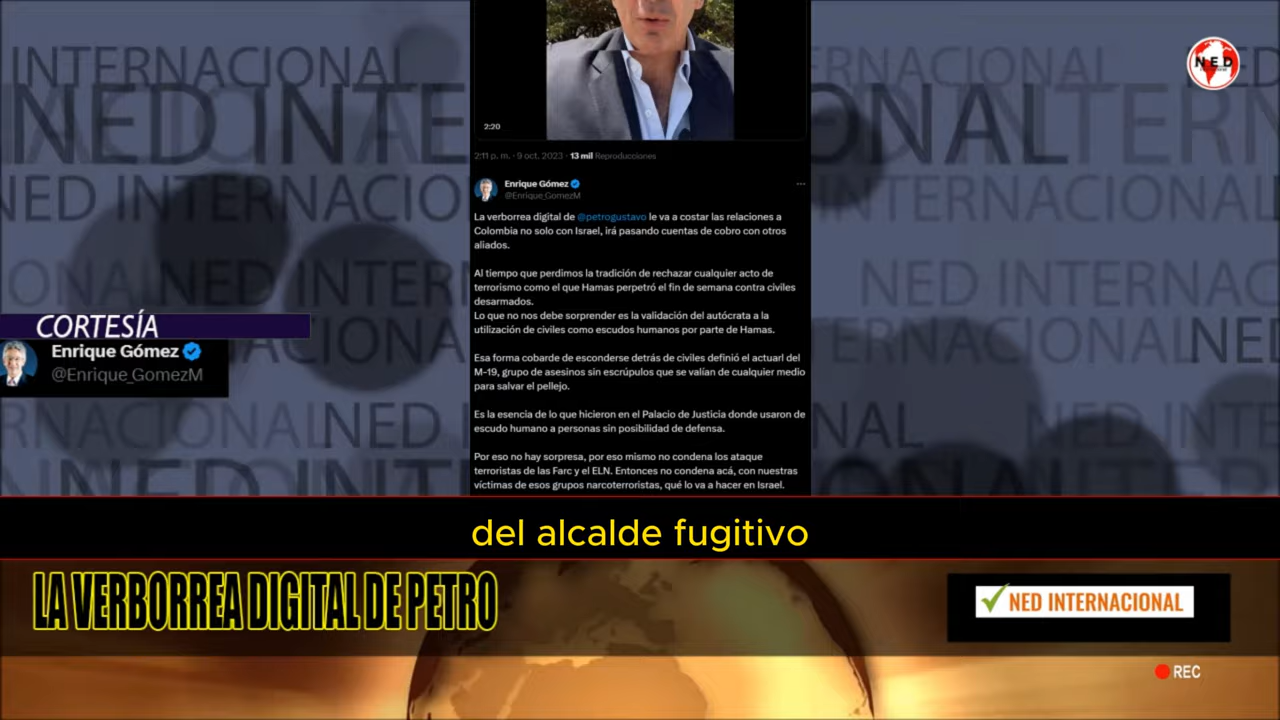 INTERNACIONAL
NED INTE
NED INTERNACIO
NED
2:20
2:11 p. m. · 9 oct. 2023 · 13 mil Reproducciones
Enrique Gómez
@Enrique_GomezM
La verborrea digital de @petrogustavo le va a costar las relaciones a
Colombia no solo con Israel, irá pasando cuentas de cobro con otros
aliados.
Al tiempo que perdimos la tradición de rechazar cualquier acto de
terrorismo como el que Hamas perpetró el fin de semana contra civiles
desarmados.
Lo que no nos debe sorprender es la validación del autócrata a la
utilización de civiles como escudos humanos por parte de Hamas.
Esa forma cobarde de esconderse detrás de civiles definió el actuarl del
M-19, grupo de asesinos sin escrúpulos que se valían de cualquier medio
para salvar el pellejo.
Es la esencia de lo que hicieron en el Palacio de Justicia donde usaron de
escudo humano a personas sin posibilidad de defensa.
Por eso no hay sorpresa, por eso mismo no condena los ataque
terroristas de las Farc y el ELN. Entonces no condena acá, con nuestras
víctimas de esos grupos narcoterroristas, qué lo va a hacer en Israel.
CORTESÍA
Enrique Gómez
@Enrique_GomezM
del alcalde fugitivo
LA VERBORREA DIGITAL DE PETRO
NED INTERNACIONAL
REC